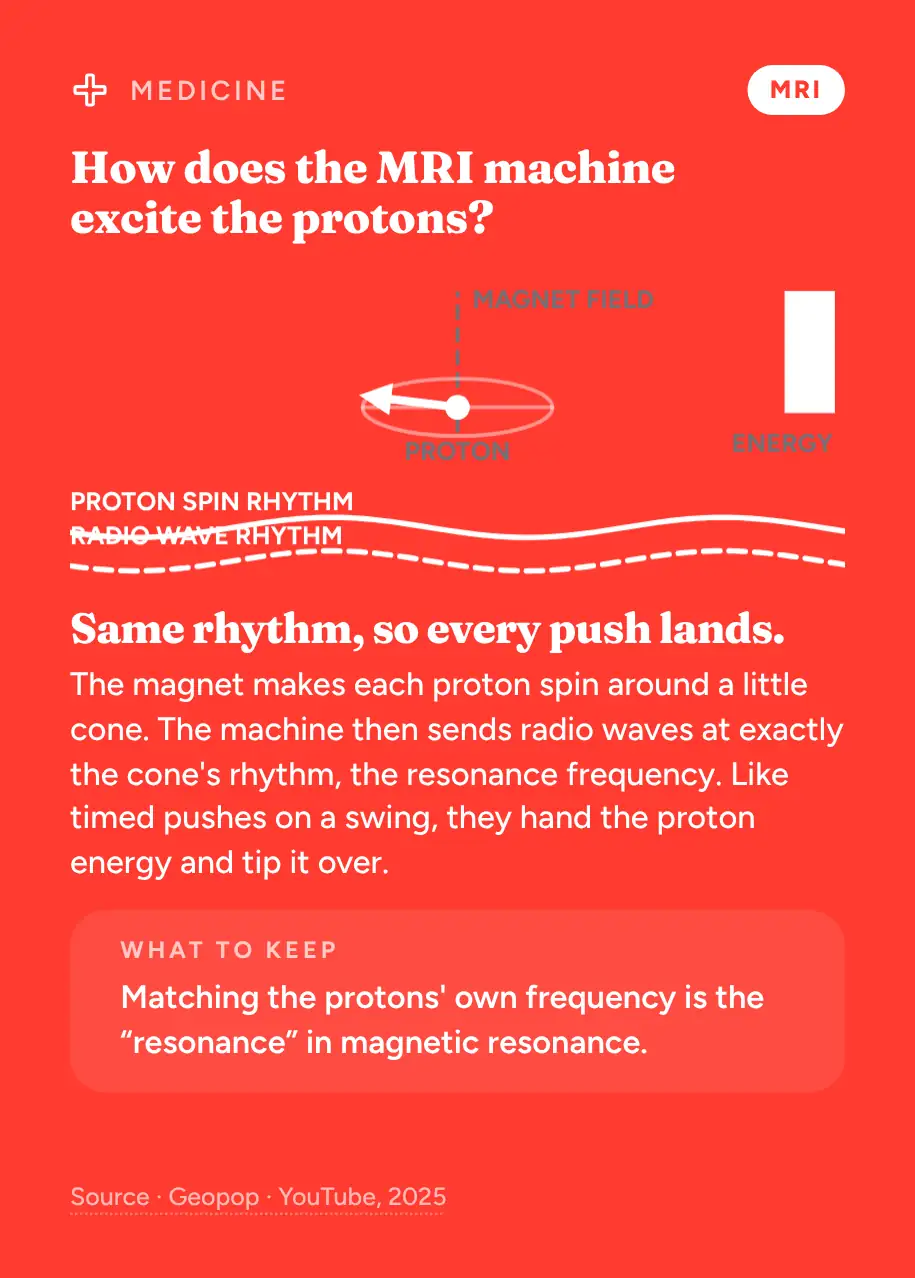 MEDICINE
MRI
How does the MRI machine
excite the protons?
MAGNET FIELD
PROTON
ENERGY
PROTON SPIN RHYTHM
RADIO WAVE RHYTHM
Same rhythm, so every push lands.
The magnet makes each proton spin around a little
cone. The machine then sends radio waves at exactly
the cone's rhythm, the resonance frequency. Like
timed pushes on a swing, they hand the proton
energy and tip it over.
WHAT TO KEEP
Matching the protons' own frequency is the
“resonance” in magnetic resonance.
Source · Geopop · YouTube, 2025